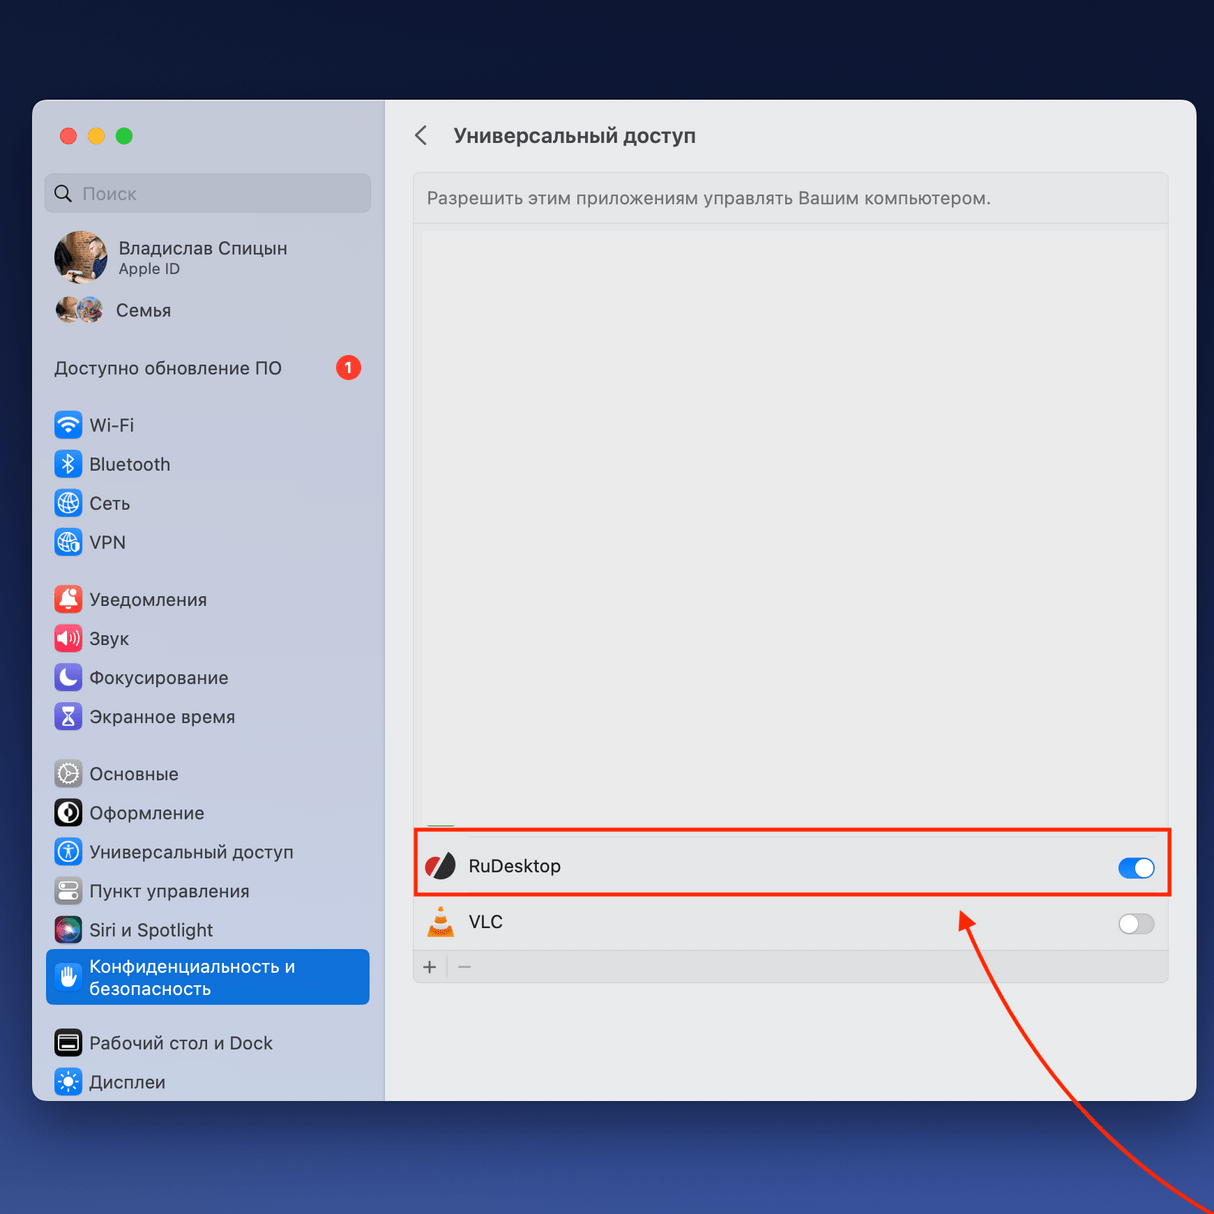 Универсальный доступ
Поиск
Разрешить этим приложениям управлять Вашим компьютером.
Владислав Спицын
Apple ID
Семья
Доступно обновление ПО
1
Wi-Fi
Bluetooth
Сеть
VPN
Уведомления
Звук
Фокусирование
Экранное время
Основные
Оформление
Универсальный доступ
Пункт управления
Siri и Spotlight
Конфиденциальность и
безопасность
Рабочий стол и Dock
Дисплеи
RuDesktop
VLC